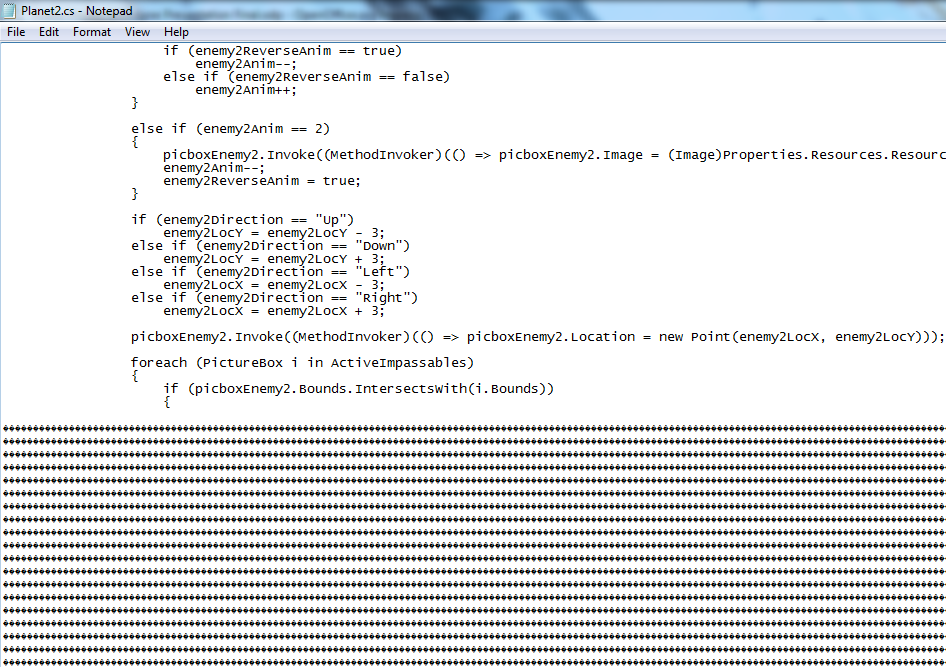 Planet2.cs - Notepad
File Edit Format View Help
if (enemy2ReverseAnim == true)
enemy2Anim--;
else if (enemy2ReverseAnim == false)
enemy2Anim++;
}
else if (enemy2Anim == 2)
{
picboxEnemy2.Invoke((MethodInvoker)(() => picboxEnemy2.Image = (Image)Properties.Resources.Resourc
enemy2Anim--;
enemy2ReverseAnim = true;
}
if (enemy2Direction == "Up")
enemy2LocY = enemy2LocY - 3;
else if (enemy2Direction == "Down")
enemy2LocY = enemy2LocY + 3;
else if (enemy2Direction == "Left")
enemy2LocX = enemy2LocX - 3;
else if (enemy2Direction == "Right")
enemy2LocX = enemy2LocX + 3;
picboxEnemy2.Invoke((MethodInvoker)(() => picboxEnemy2.Location = new Point(enemy2LocX, enemy2LocY)));
foreach (PictureBox i in ActiveImpassables)
{
if (picboxEnemy2.Bounds.IntersectsWith(i.Bounds))
{